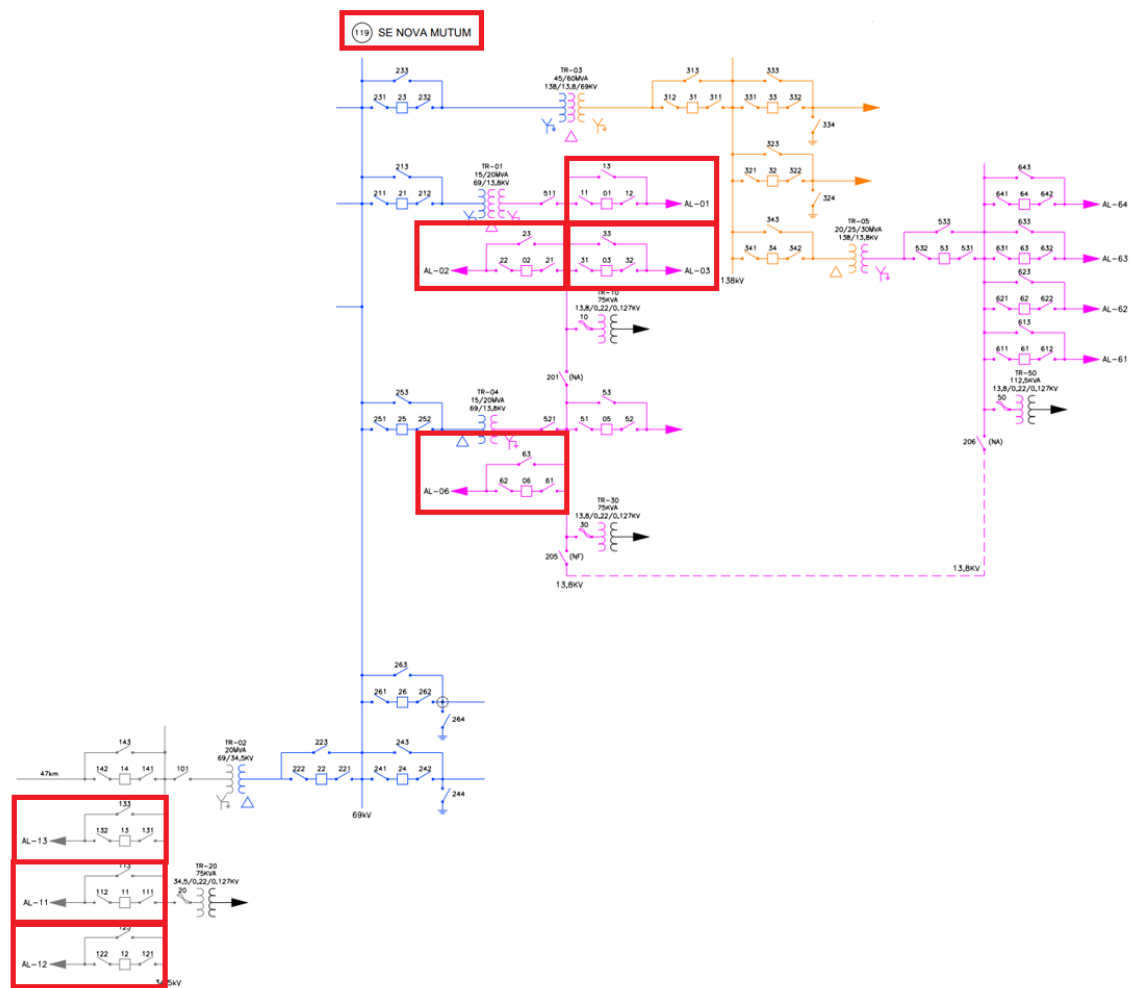 119 SE NOVA MUTUM
233
231 23 232
TR-03
45/60MVA
138/13,8/69KV
313
312 31 311
333
331 33 332
334
213
211 21 212
TR-01
15/20MVA
69/13,8KV
511
13
11 01 12
AL-01
323
321 32 322
324
643
641 64 642
AL-64
23
AL-02
22 02 21
33
31 03 32
AL-03
138kV
343
341 34 342
TR-05
20/25/30MVA
138/13,8KV
533
532 53 531
633
631 63 632
AL-63
TR-10
75KVA
13,8/0,22/0,127KV
10
623
621 62 622
AL-62
613
611 61 612
AL-61
201 (NA)
TR-50
112,5KVA
13,8/0,22/0,127KV
50
253
251 25 252
TR-04
15/20MVA
69/13,8KV
521
53
51 05 52
206 (NA)
63
AL-06
62 06 61
TR-30
75KVA
13,8/0,22/0,127KV
30
205 (NF)
13,8KV
13,8KV
263
261 26 262
264
143
47km
142 14 141
101
TR-02
20MVA
69/34,5KV
223
222 22 221
243
241 24 242
244
69kV
133
AL-13
132 13 131
113
AL-11
112 11 111
TR-20
75KVA
34,5/0,22/0,127KV
20
123
AL-12
122 12 121